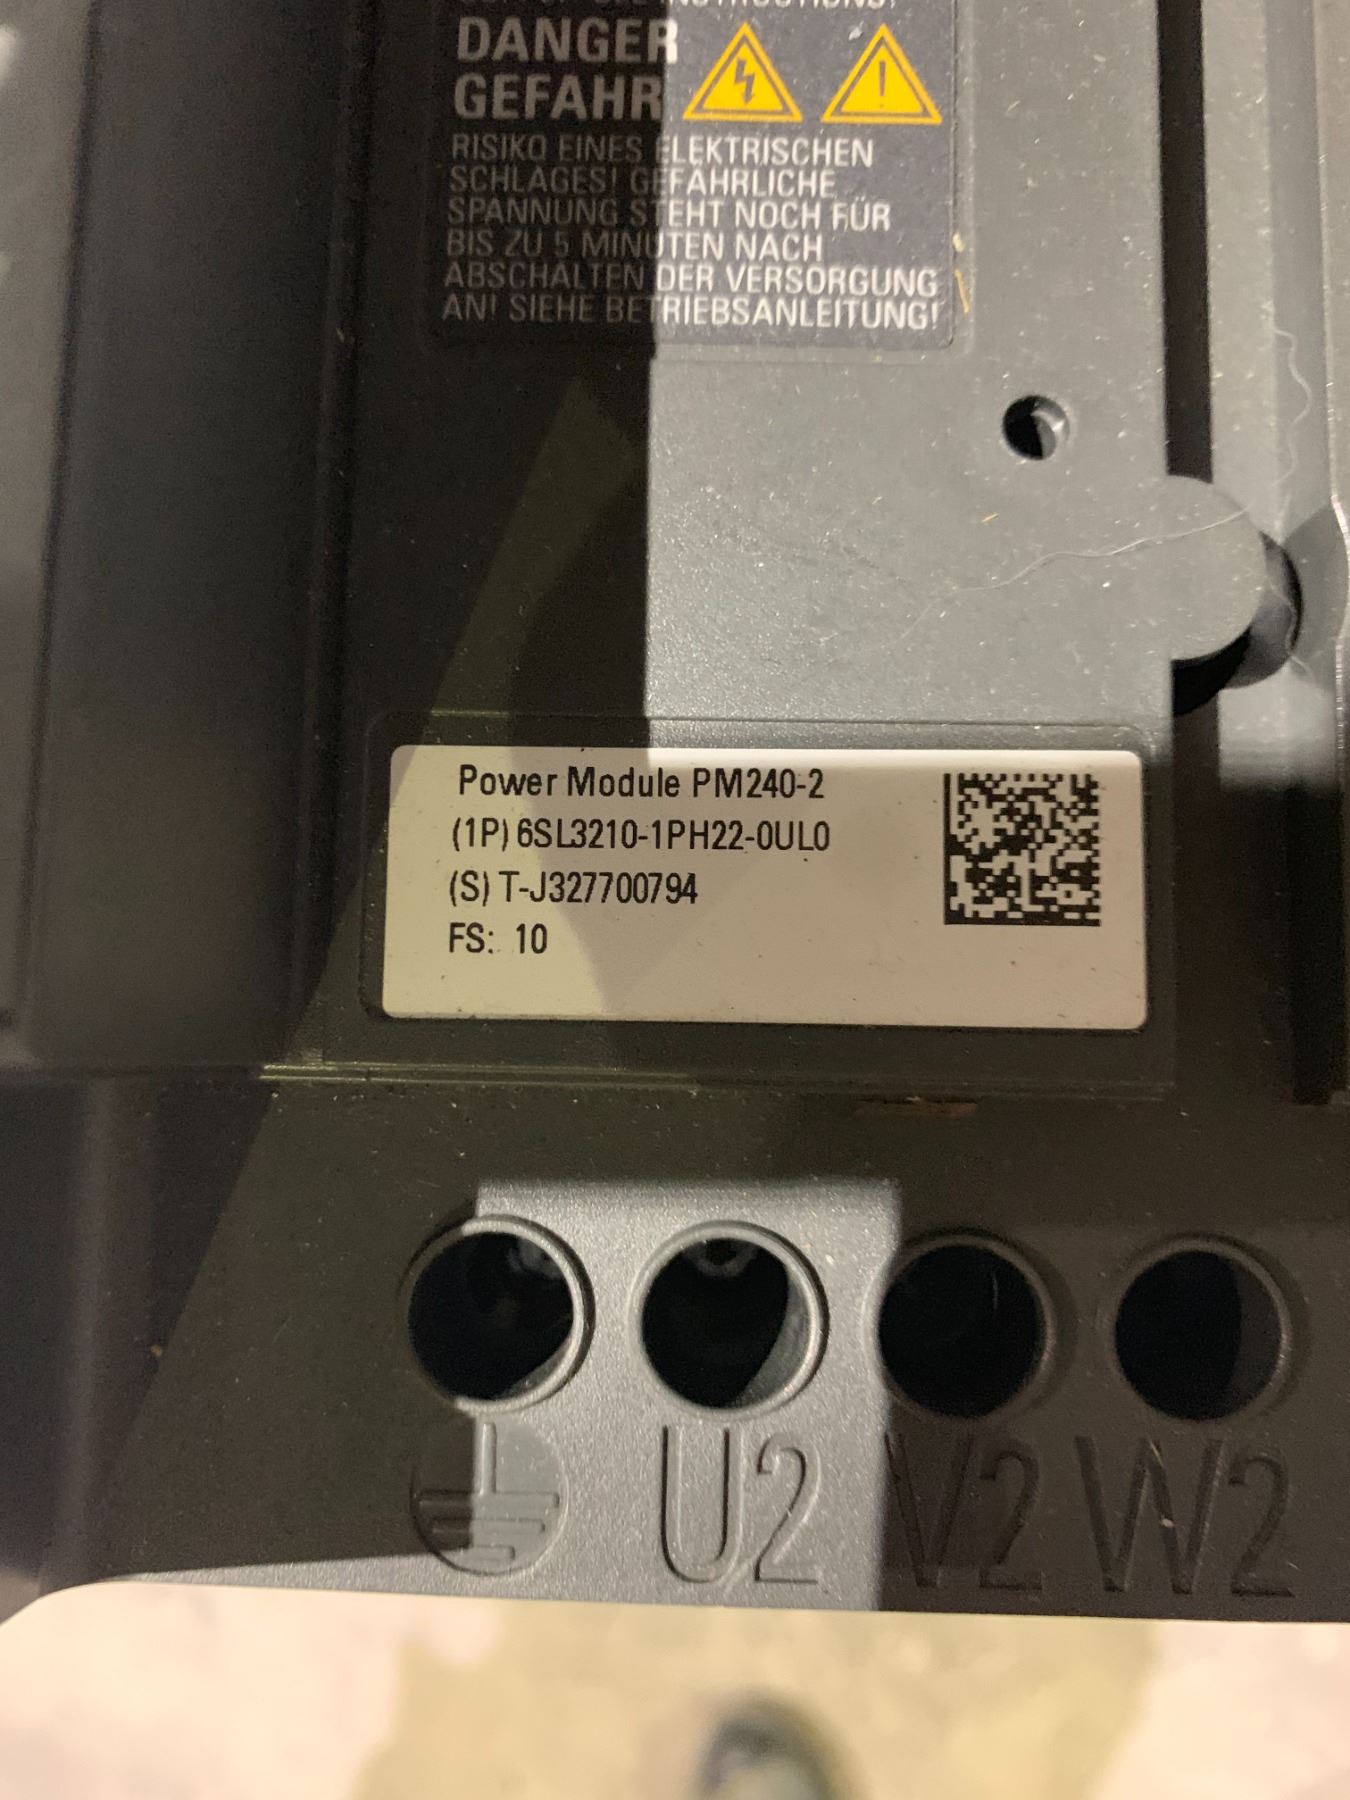 INSTRUCTIONS!
DANGER
GEFAHR
RISIKO EINES ELEKTRISCHEN
SCHLAGES! GEFÄHRLICHE
SPANNUNG STEHT NOCH FÜR
BIS ZU 5 MINUTEN NACH
ABSCHALTEN DER VERSORGUNG
AN! SIEHE BETRIEBSANLEITUNG!
Power Module PM240-2
(1P) 6SL3210-1PH22-0UL0
(S) T-J327700794
FS: 10
U2 V2 W2